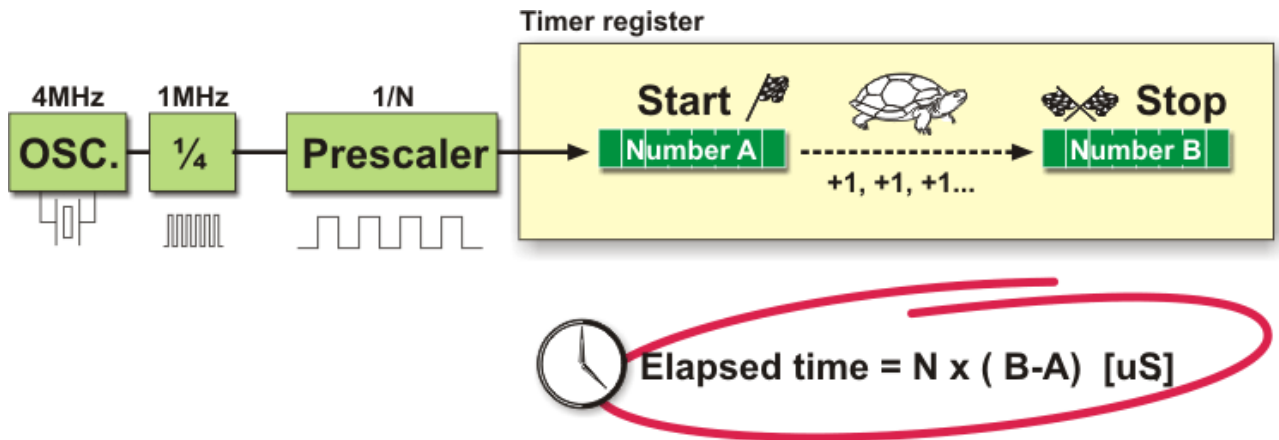 Timer register
4MHz
1MHz
1/N
OSC.
¼
Prescaler
Start
Stop
Number A
Number B
+1, +1, +1...
Elapsed time = N x ( B-A) [uS]